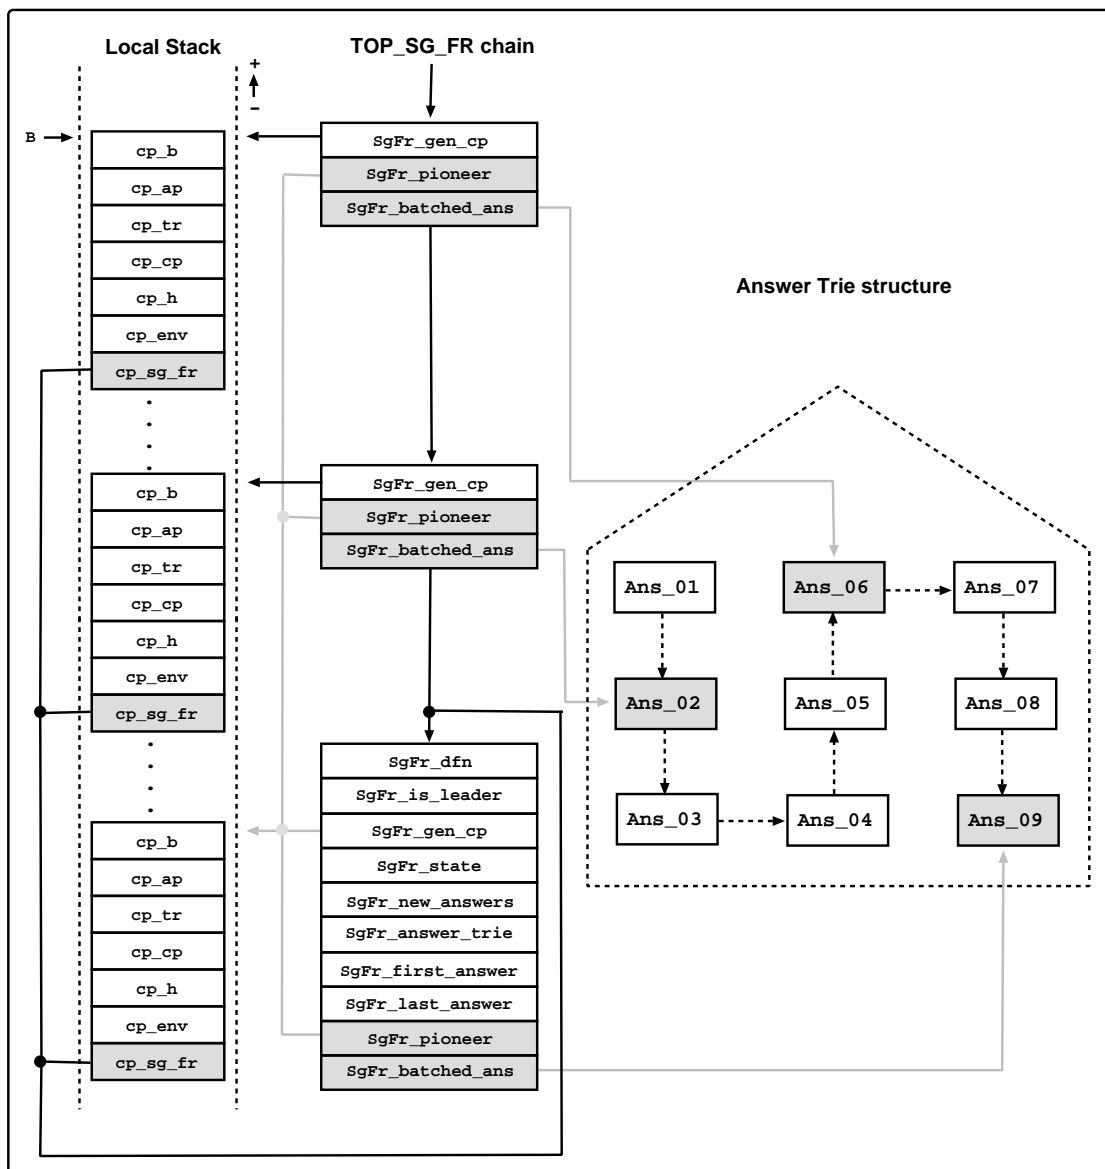 Local Stack
TOP_SG_FR chain
+
−
B
cp_b
cp_ap
cp_tr
cp_cp
cp_h
cp_env
cp_sg_fr
cp_b
cp_ap
cp_tr
cp_cp
cp_h
cp_env
cp_sg_fr
cp_b
cp_ap
cp_tr
cp_cp
cp_h
cp_env
cp_sg_fr
SgFr_gen_cp
SgFr_pioneer
SgFr_batched_ans
SgFr_gen_cp
SgFr_pioneer
SgFr_batched_ans
SgFr_dfn
SgFr_is_leader
SgFr_gen_cp
SgFr_state
SgFr_new_answers
SgFr_answer_trie
SgFr_first_answer
SgFr_last_answer
SgFr_pioneer
SgFr_batched_ans
Answer Trie structure
Ans_01
Ans_06
Ans_07
Ans_02
Ans_05
Ans_08
Ans_03
Ans_04
Ans_09